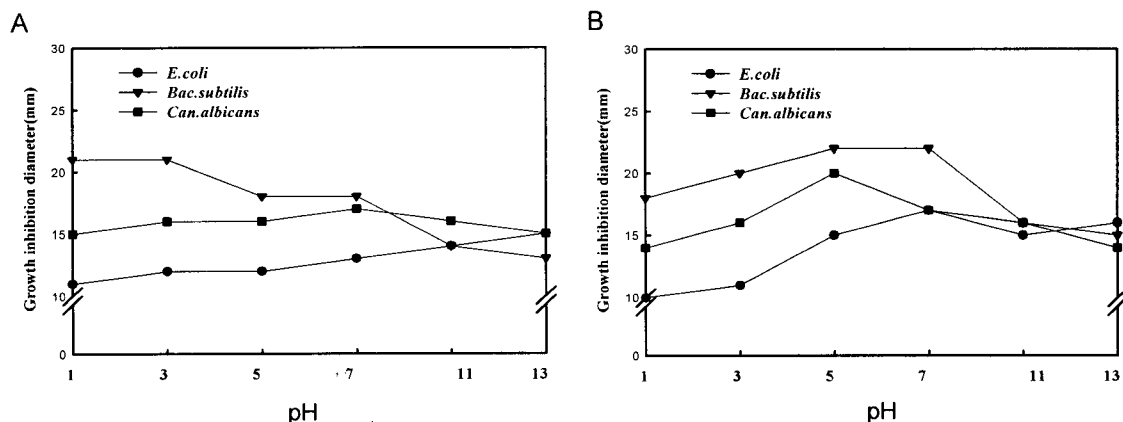 A
Growth inhibition diameter(mm)
30
20
15
10
0
E.coli
Bac.subtilis
Can.albicans
1 3 5 7 11 13
pH
B
Growth inhibition diameter(mm)
30
20
15
10
0
E.coli
Bac.subtilis
Can.albicans
1 3 5 7 11 13
pH